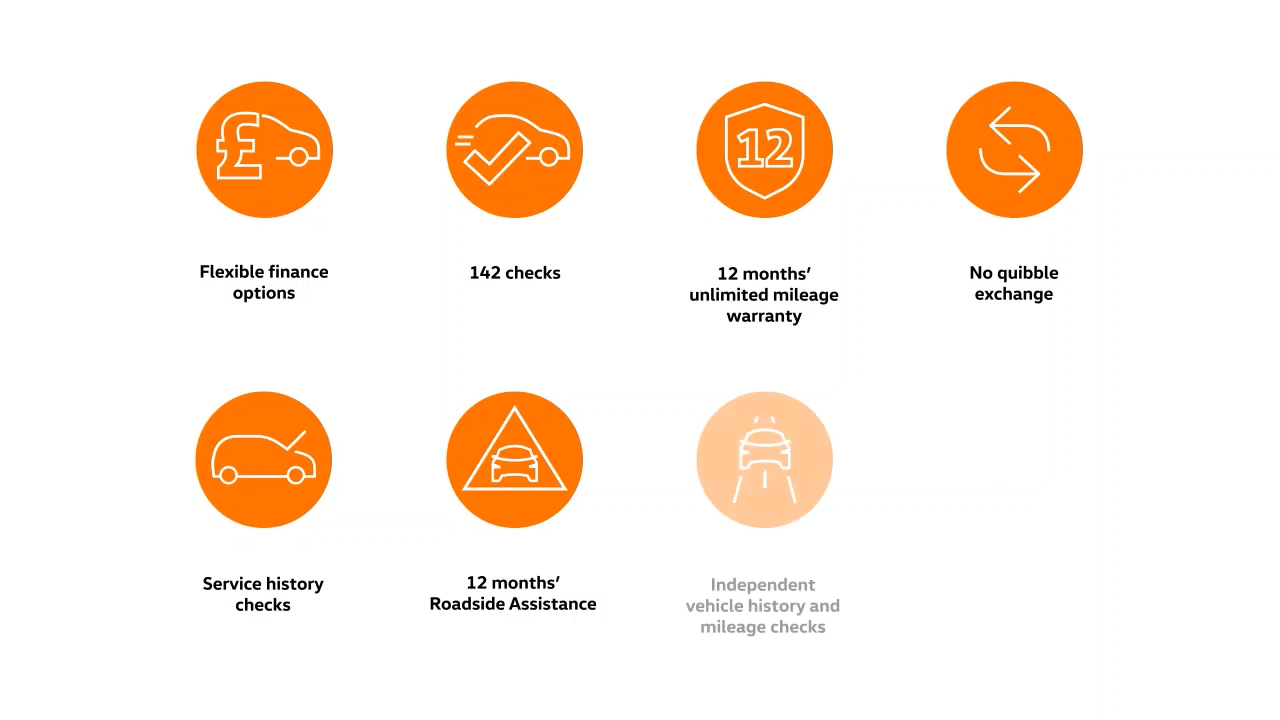 £
12
Flexible finance
options
142 checks
12 months’
unlimited mileage
warranty
No quibble
exchange
Service history
checks
12 months’
Roadside Assistance
Independent
vehicle history and
mileage checks